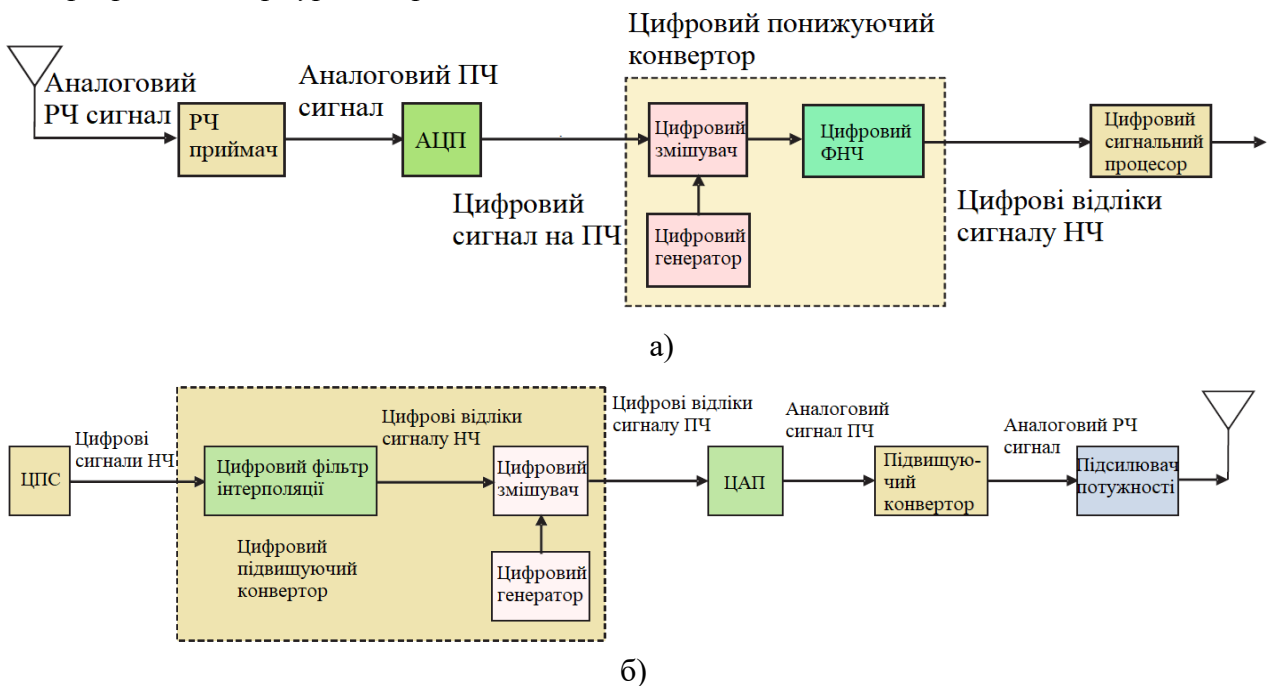 Цифровий понижуючий
конвертор
Аналоговий
РЧ сигнал
РЧ
приймач
Аналоговий ПЧ
сигнал
АЦП
Цифровий
сигнал на ПЧ
Цифровий
змішувач
Цифровий
ФНЧ
Цифровий
генератор
Цифрові відліки
сигналу НЧ
Цифровий
сигнальний
процесор
а)
ЦПС
Цифрові
сигнали НЧ
Цифровий фільтр
інтерполяції
Цифровий
підвищуючий
конвертор
Цифрові відліки
сигналу НЧ
Цифровий
змішувач
Цифровий
генератор
Цифрові відліки
сигналу ПЧ
ЦАП
Аналоговий
сигнал ПЧ
Підвищую-
чий
конвертор
Аналоговий РЧ
сигнал
Підсилювач
потужності
б)